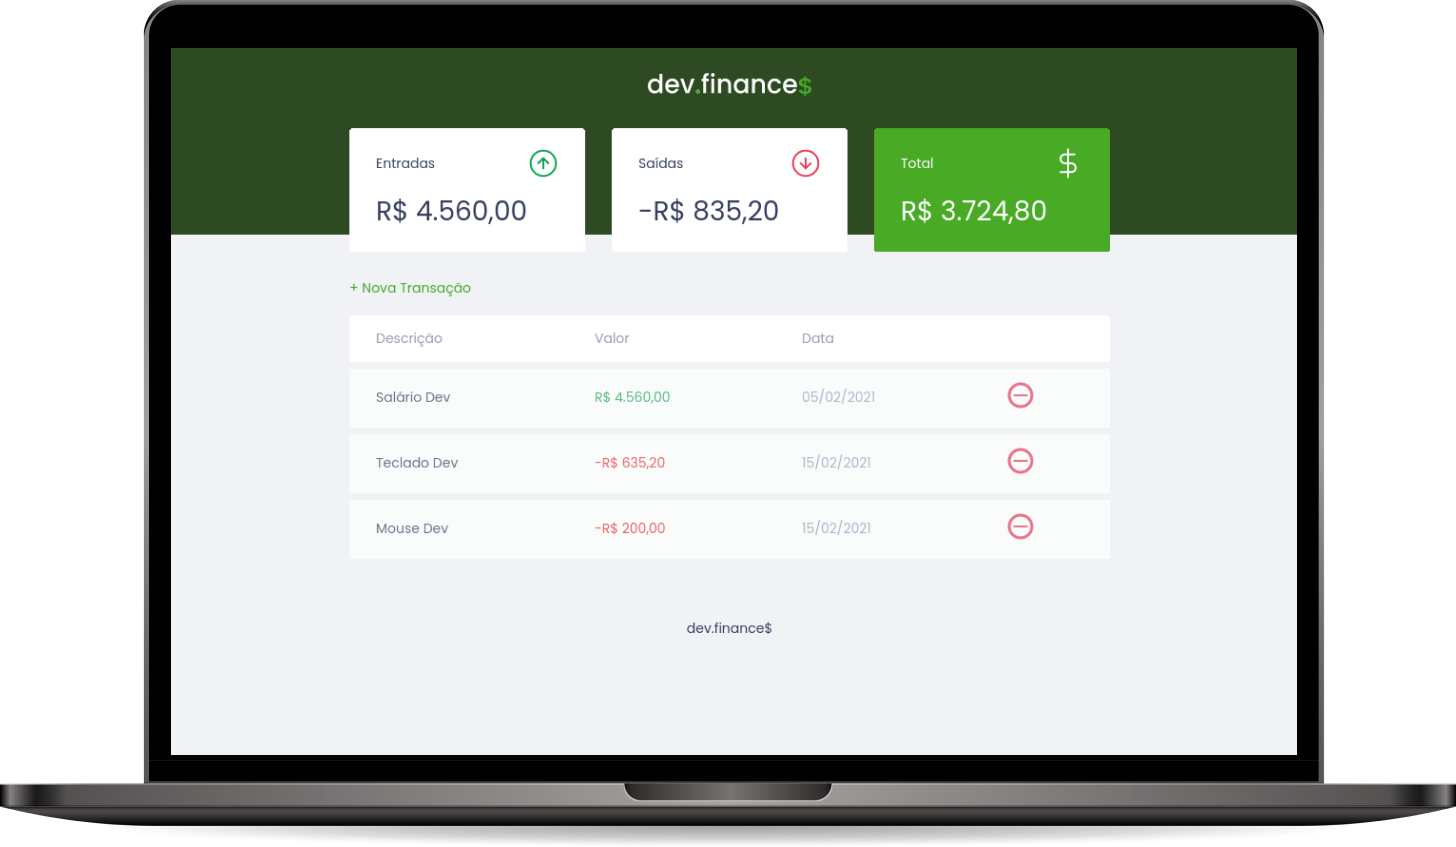 dev.finance$
Entradas
R$ 4.560,00
Saídas
-R$ 835,20
Total
$
R$ 3.724,80
+ Nova Transação
Descrição Valor Data
Salário Dev R$ 4.560,00 05/02/2021
Teclado Dev -R$ 635,20 15/02/2021
Mouse Dev -R$ 200,00 15/02/2021
dev.finance$